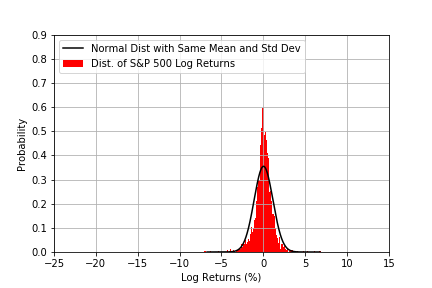 0.9
0.8
0.7
0.6
0.5
0.4
0.3
0.2
0.1
0.0
Probability
Normal Dist with Same Mean and Std Dev
Dist. of S&P 500 Log Returns
−25 −20 −15 −10 −5 0 5 10 15
Log Returns (%)